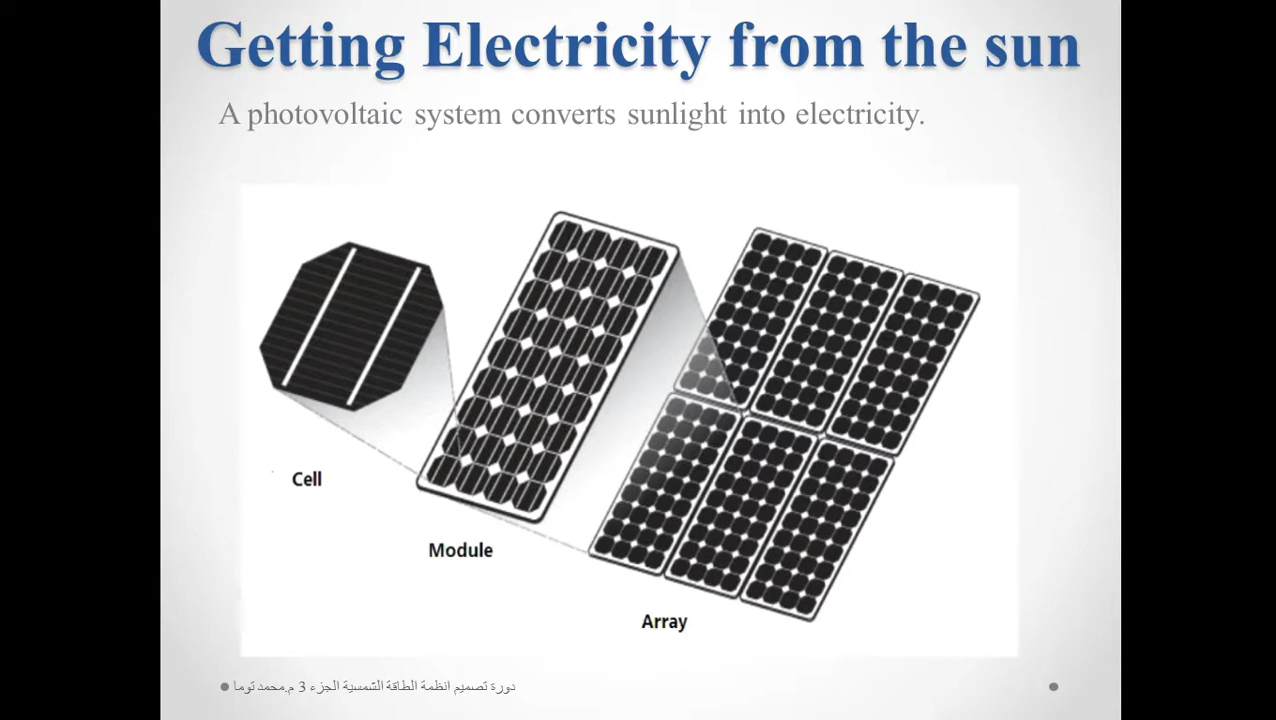 Getting Electricity from the sun
A photovoltaic system converts sunlight into electricity.
Cell
Module
Array
دورة تصميم انظمة الطاقة الشمسية الجزء 3 م.محمد توما